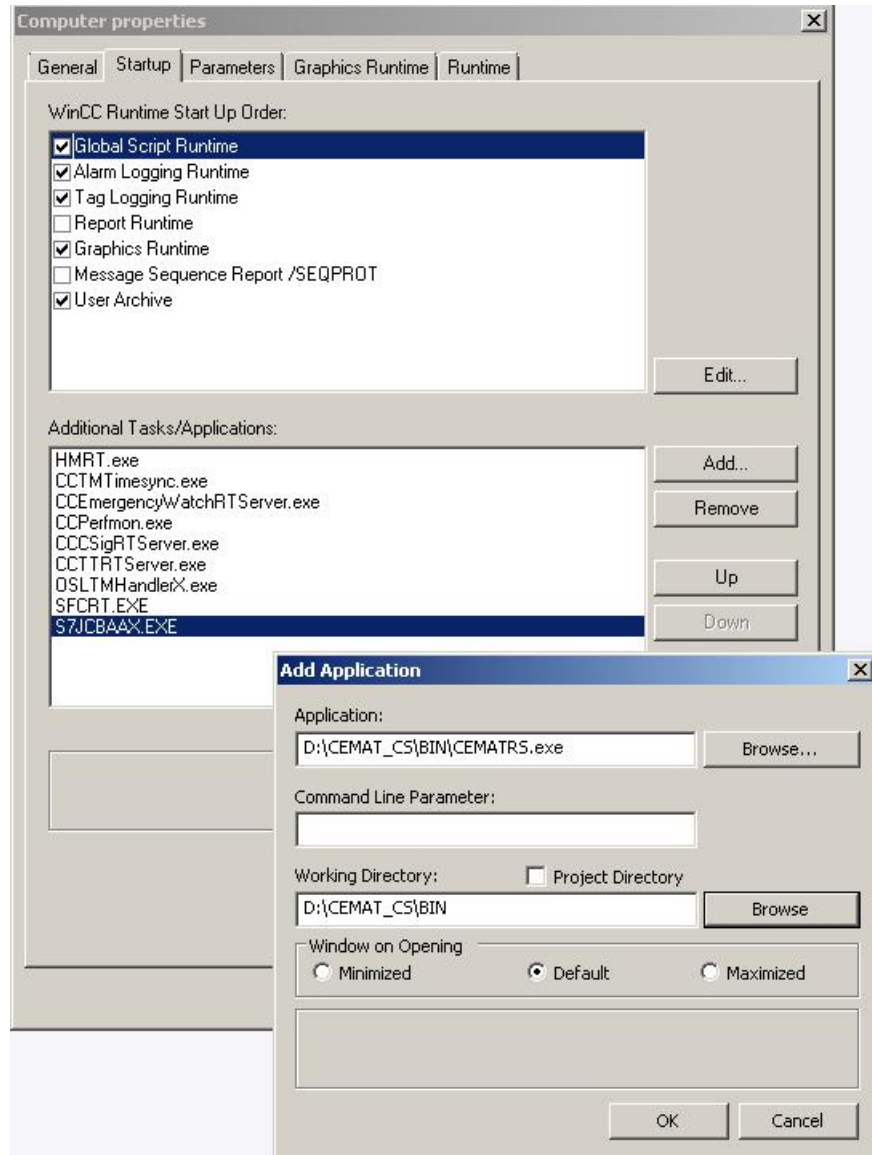 Computer properties
General Startup Parameters Graphics Runtime Runtime
WinCC Runtime Start Up Order:
Global Script Runtime
Alarm Logging Runtime
Tag Logging Runtime
Report Runtime
Graphics Runtime
Message Sequence Report /SEQPROT
User Archive
Edit...
Additional Tasks/Applications:
HMRT.exe
CCTMTimesync.exe
CCEmergencyWatchRTServer.exe
CCPerfmon.exe
CCCSigRTServer.exe
CCTTRTServer.exe
OSLTMHandlerX.exe
SFCRT.EXE
S7JCBAAX.EXE
Add...
Remove
Up
Down
Add Application
Application:
D:\CEMAT_CS\BIN\CEMATRS.exe Browse...
Command Line Parameter:
Working Directory: Project Directory
D:\CEMAT_CS\BIN Browse
Window on Opening
Minimized Default Maximized
OK Cancel